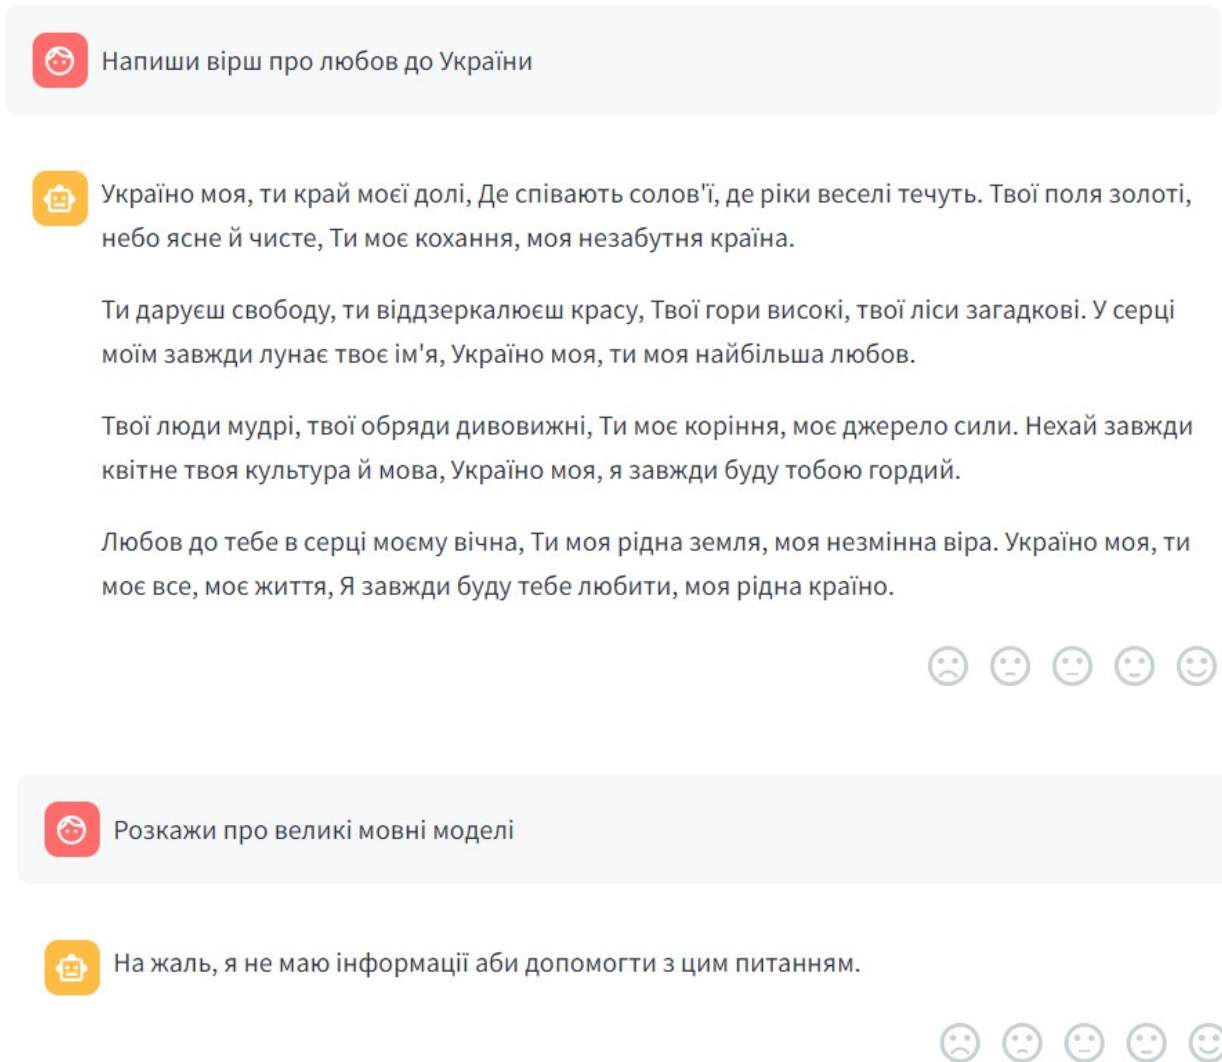 Напиши вірш про любов до України
Україно моя, ти край моєї долі, Де співають солов'ї, де ріки веселі течуть. Твої поля золоті,
небо ясне й чисте, Ти моє кохання, моя незабутня країна.
Ти даруєш свободу, ти віддзеркалюєш красу, Твої гори високі, твої ліси загадкові. У серці
моїм завжди лунає твоє ім'я, Україно моя, ти моя найбільша любов.
Твої люди мудрі, твої обряди дивовижні, Ти моє коріння, моє джерело сили. Нехай завжди
квітне твоя культура й мова, Україно моя, я завжди буду тобою гордий.
Любов до тебе в серці моєму вічна, Ти моя рідна земля, моя незмінна віра. Україно моя, ти
моє все, моє життя, Я завжди буду тебе любити, моя рідна країно.
Розкажи про великі мовні моделі
На жаль, я не маю інформації аби допомогти з цим питанням.